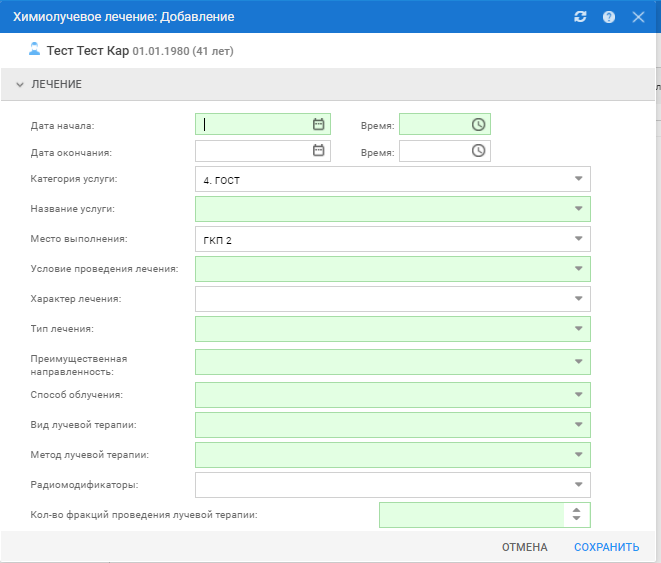 Химиолучевое лечение: Добавление
Тест Тест Кар 01.01.1980 (41 лет)
ЛЕЧЕНИЕ
Дата начала: Время:
Дата окончания: Время:
Категория услуги: 4. ГОСТ
Название услуги:
Место выполнения: ГКП 2
Условие проведения лечения:
Характер лечения:
Тип лечения:
Преимущественная
направленность:
Способ облучения:
Вид лучевой терапии:
Метод лучевой терапии:
Радиомодификаторы:
Кол-во фракций проведения лучевой терапии:
ОТМЕНА СОХРАНИТЬ